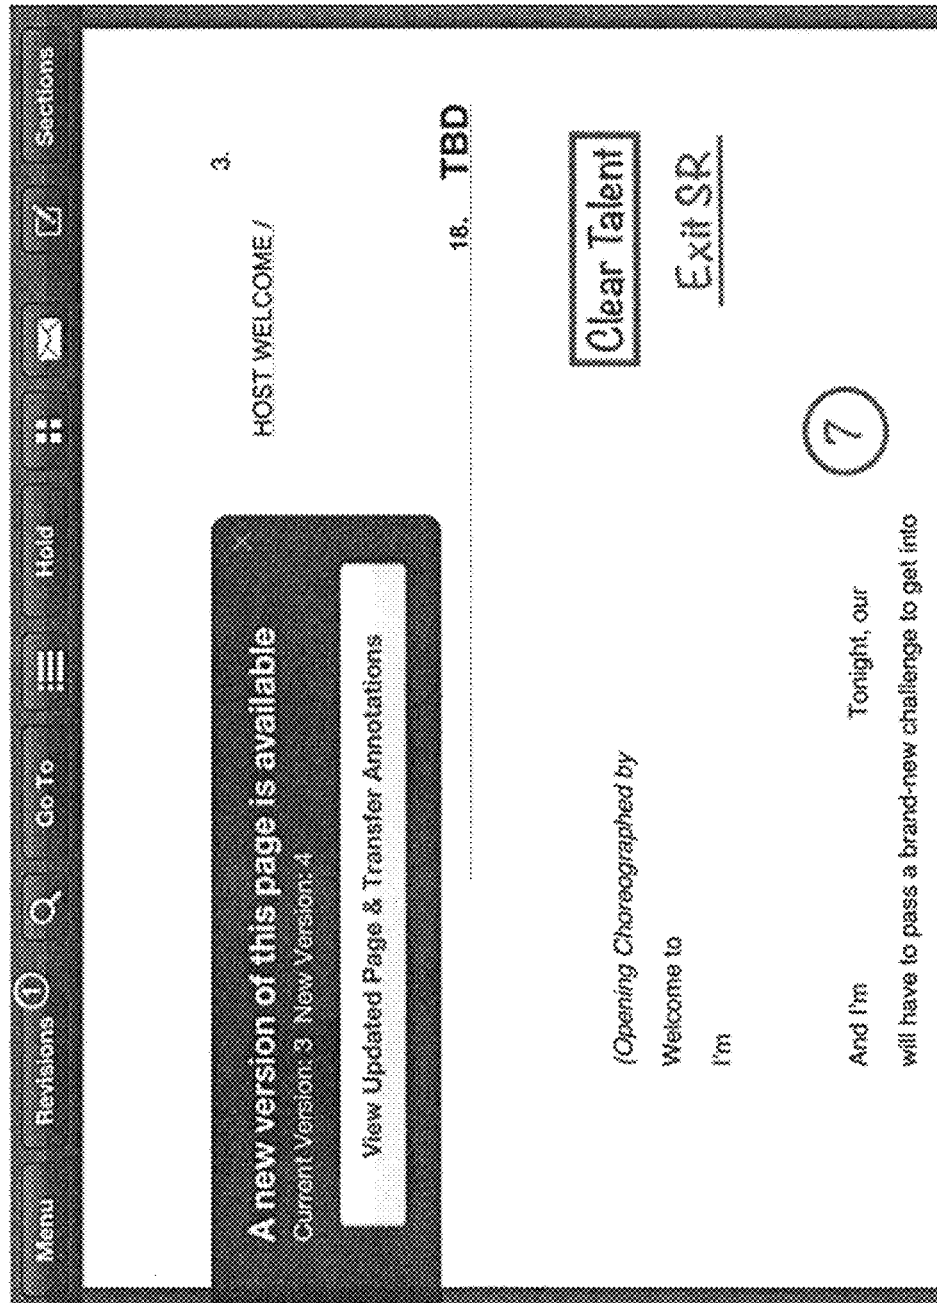 Menu Revisions 1 Go To Hold Sections
A new version of this page is available
Current Version: 3 New Version: 4
View Updated Page & Transfer Annotations
3.
HOST WELCOME /
18. TBD
(Opening Choreographed by
Clear Talent
Welcome to
Exit SR
I'm
7
And I'm Tonight, our
will have to pass a brand-new challenge to get into